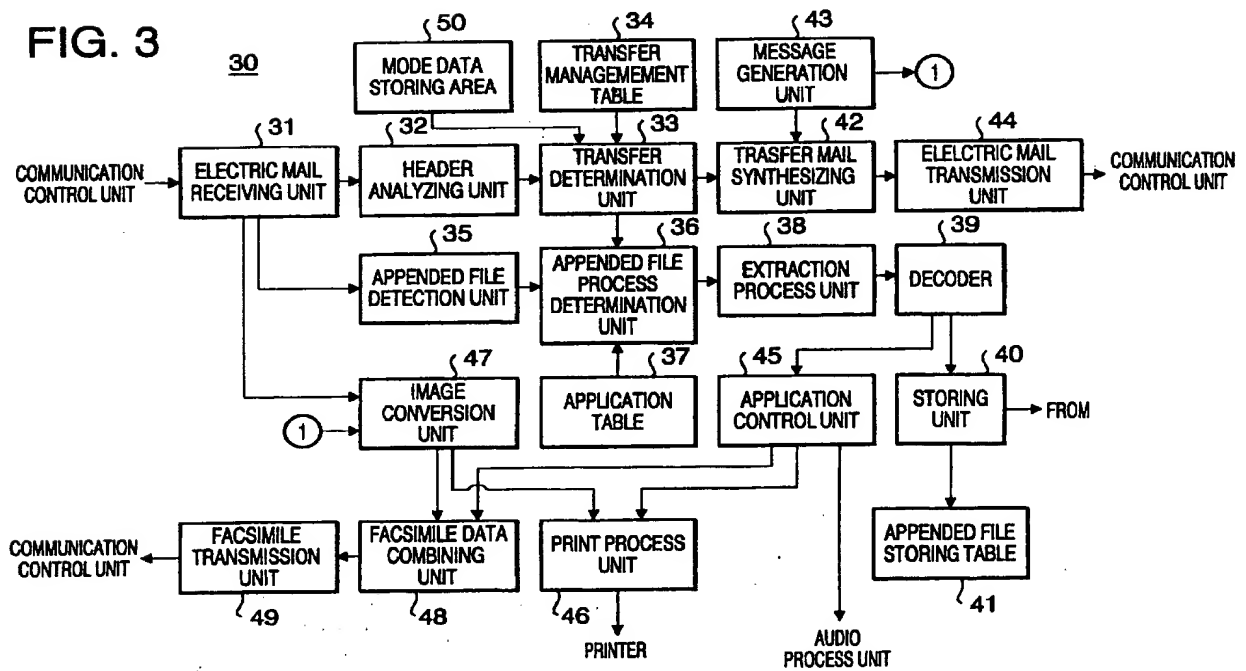 FIG. 3
30
50
MODE DATA
STORING AREA
34
TRANSFER
MANAGEMEMENT
TABLE
43
MESSAGE
GENERATION
UNIT
1
COMMUNICATION
CONTROL UNIT
31
ELECTRIC MAIL
RECEIVING UNIT
32
HEADER
ANALYZING UNIT
33
TRANSFER
DETERMINATION
UNIT
42
TRASFER MAIL
SYNTHESIZING
UNIT
44
ELELCTRIC MAIL
TRANSMISSION
UNIT
COMMUNICATION
CONTROL UNIT
35
APPENDED FILE
DETECTION UNIT
36
APPENDED FILE
PROCESS
DETERMINATION
UNIT
38
EXTRACTION
PROCESS UNIT
39
DECODER
1
47
IMAGE
CONVERSION
UNIT
37
APPLICATION
TABLE
45
APPLICATION
CONTROL UNIT
40
STORING
UNIT
FROM
COMMUNICATION
CONTROL UNIT
FACSIMILE
TRANSMISSION
UNIT
49
FACSIMILE DATA
COMBINING
UNIT
48
PRINT PROCESS
UNIT
46
PRINTER
AUDIO
PROCESS UNIT
APPENDED FILE
STORING TABLE
41